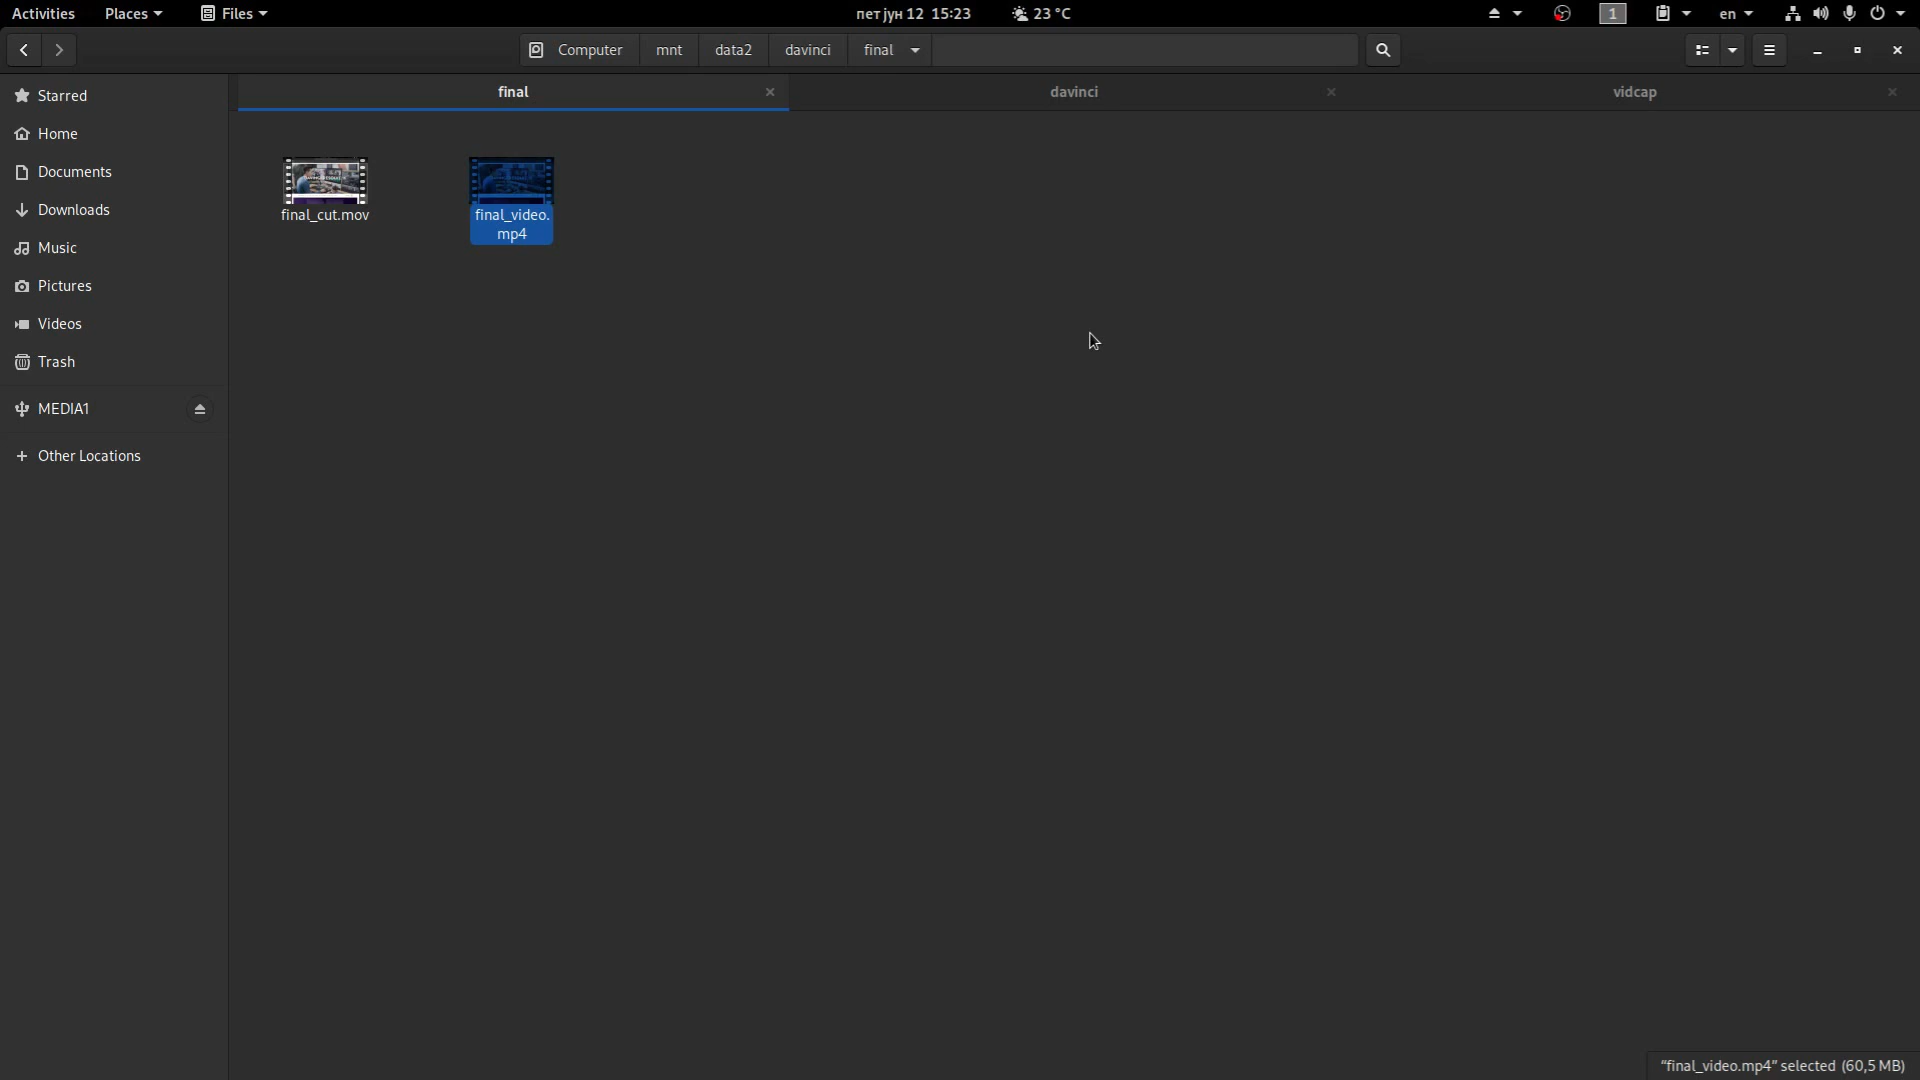 Activities Places Files пет јун 12 15:23 23 °C 1 en
Computer mnt data2 davinci final
final davinci vidcap
Starred
Home
Documents
Downloads
Music
Pictures
Videos
Trash
MEDIA1
Other Locations
final_cut.mov
final_video.
mp4
“final_video.mp4” selected (60,5 MB)